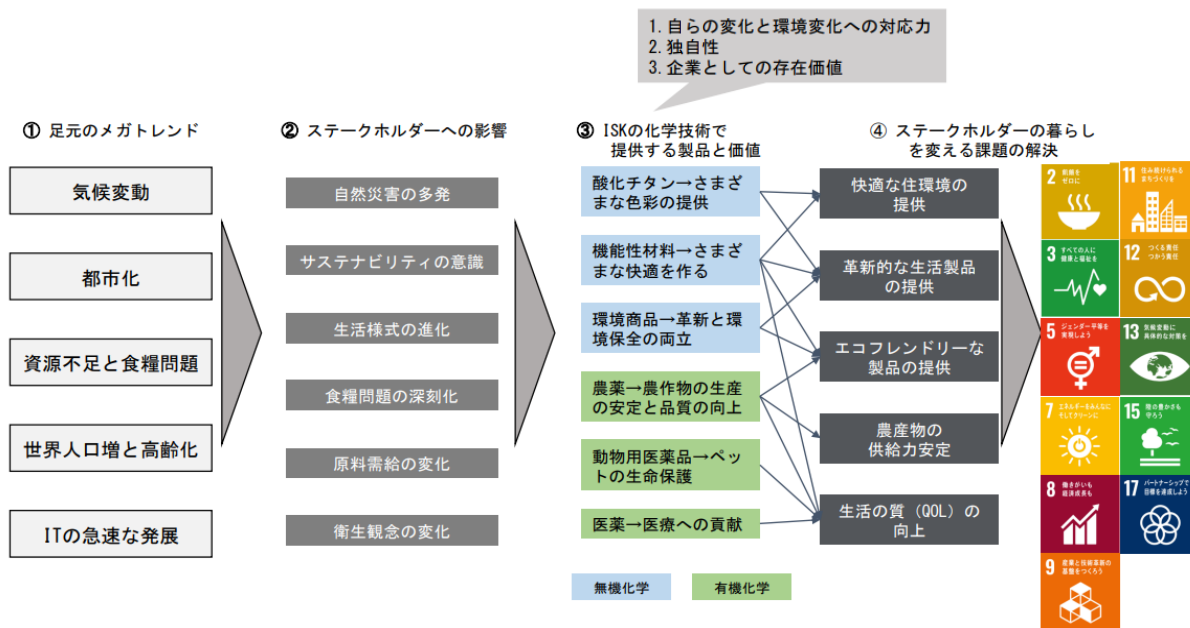 1. 自らの変化と環境変化への対応力
2. 独自性
3. 企業としての存在価値
① 足元のメガトレンド
気候変動
都市化
資源不足と食糧問題
世界人口増と高齢化
ITの急速な発展
② ステークホルダーへの影響
自然災害の多発
サステナビリティの意識
生活様式の進化
食糧問題の深刻化
原料需給の変化
衛生観念の変化
③ ISKの化学技術で
提供する製品と価値
酸化チタン→さまざ
まな色彩の提供
機能性材料→さまざ
まな快適を作る
環境商品→革新と環
境保全の両立
農薬→農作物の生産
の安定と品質の向上
動物用医薬品→ペッ
トの生命保護
医薬→医療への貢献
無機化学
有機化学
④ ステークホルダーの暮らし
を変える課題の解決
快適な住環境の
提供
革新的な生活製品
の提供
エコフレンドリーな
製品の提供
農産物の
供給力安定
生活の質（QOL）の
向上
2 飢餓を
ゼロに
11 住み続けられる
まちづくりを
3 すべての人に
健康と福祉を
12 つくる責任
つかう責任
5 ジェンダー平等を
実現しよう
13 気候変動に
具体的な対策を
7 エネルギーをみんなに
そしてクリーンに
15 陸の豊かさも
守ろう
8 働きがいも
経済成長も
17 パートナーシップで
目標を達成しよう
9 産業と技術革新の
基盤をつくろう